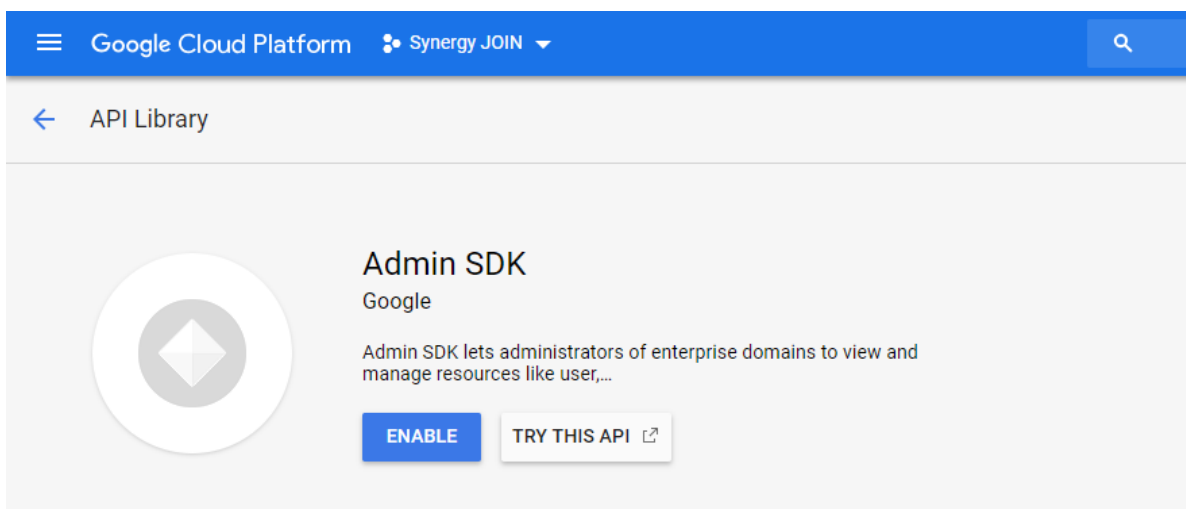 Google Cloud Platform Synergy JOIN
API Library
Admin SDK
Google
Admin SDK lets administrators of enterprise domains to view and
manage resources like user,...
ENABLE TRY THIS API